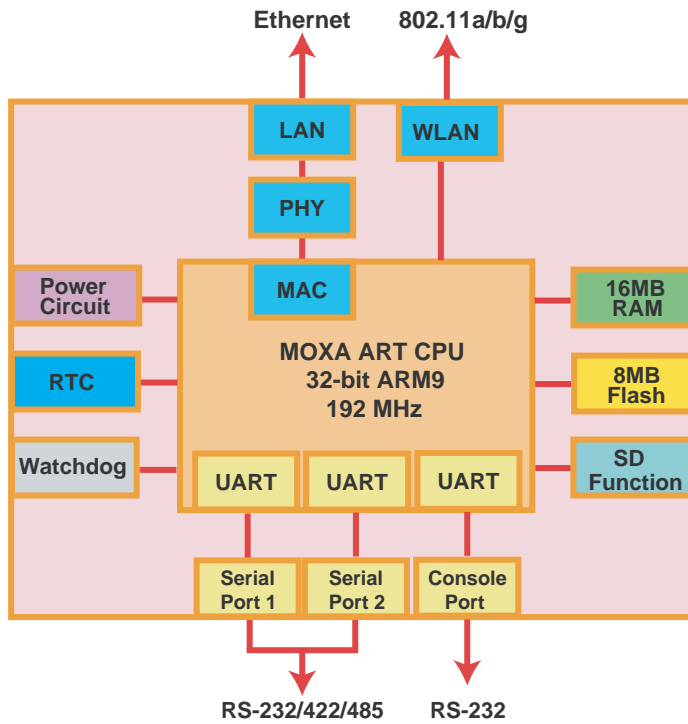 Ethernet
802.11a/b/g
LAN
WLAN
PHY
MAC
Power
Circuit
16MB
RAM
MOXA ART CPU
32-bit ARM9
192 MHz
RTC
8MB
Flash
Watchdog
SD
Function
UART
UART
UART
Serial
Port 1
Serial
Port 2
Console
Port
RS-232/422/485
RS-232